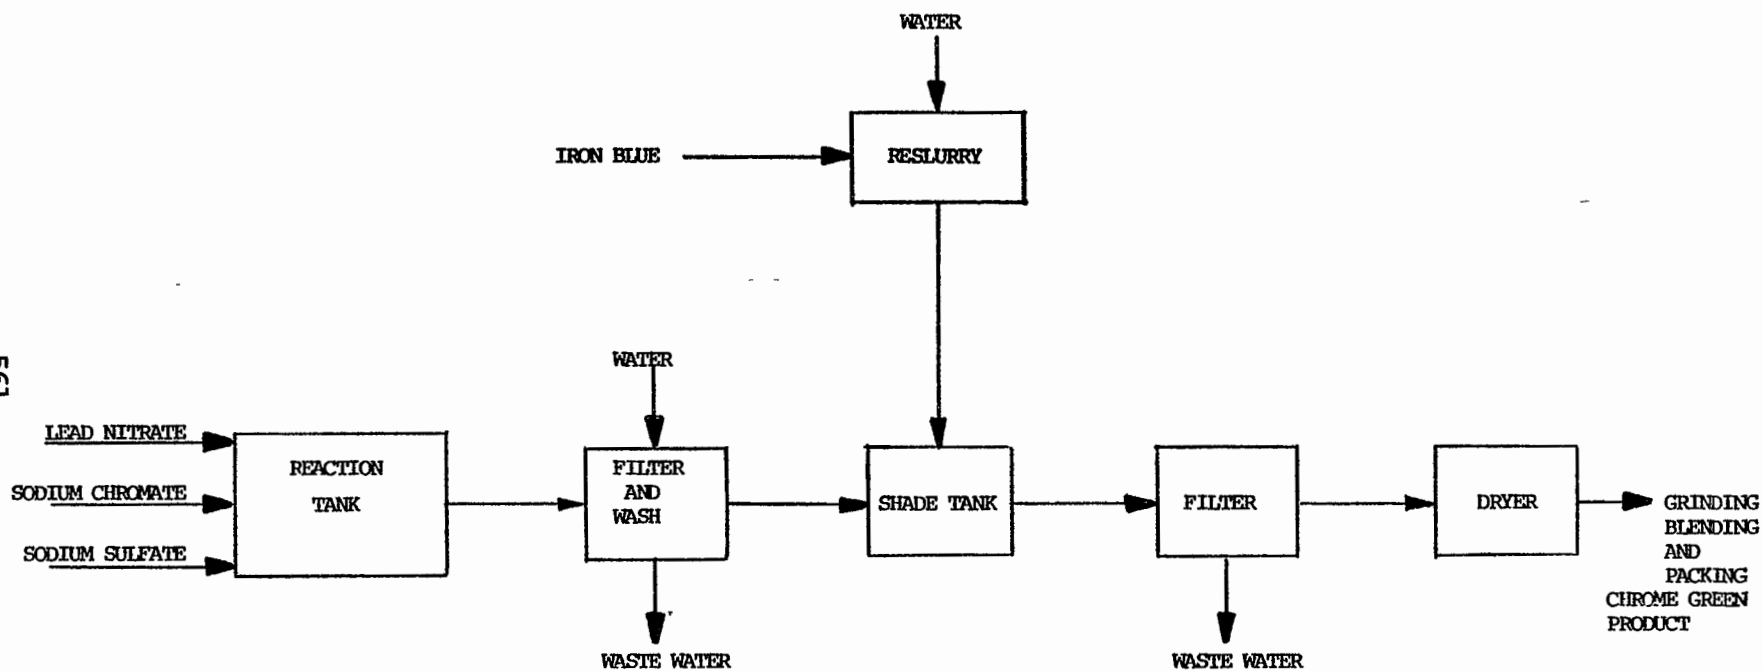 WATER
IRON BLUE
RESLURRY
WATER
567
LEAD NITRATE
SODIUM CHROMATE
SODIUM SULFATE
REACTION
TANK
FILTER
AND
WASH
SHADE TANK
FILTER
DRYER
GRINDING
BLENDING
AND
PACKING
CHROME GREEN
PRODUCT
WASTE WATER
WASTE WATER